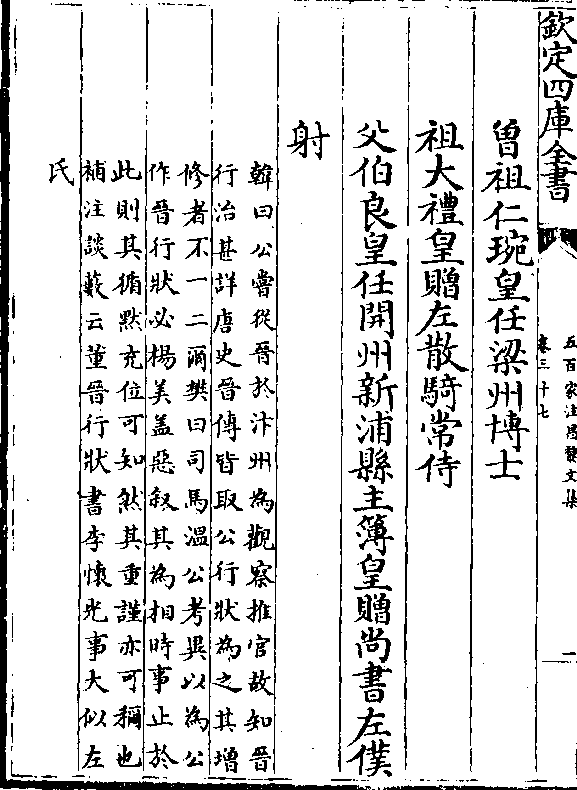 欽定四庫全書
五百家注昌黎文集
卷三十七
二
曾祖仁琬皇任梁州博士
祖大禮皇贈左散騎常侍
父伯良皇任開州新浦縣主簿皇贈尚書左僕
射
韓曰公嘗從晉於汴州為觀察推官故知晉
行治甚詳唐史晉傳皆取公行狀為之其增
修者不一二爾樊曰司馬溫公考異以為公
作晉行狀必揚美盖惡叙其為相時事止於
此則其循黙充位可知然其重謹亦可稱也
補注談藪云董晉行狀書李懷光事大似左
氏